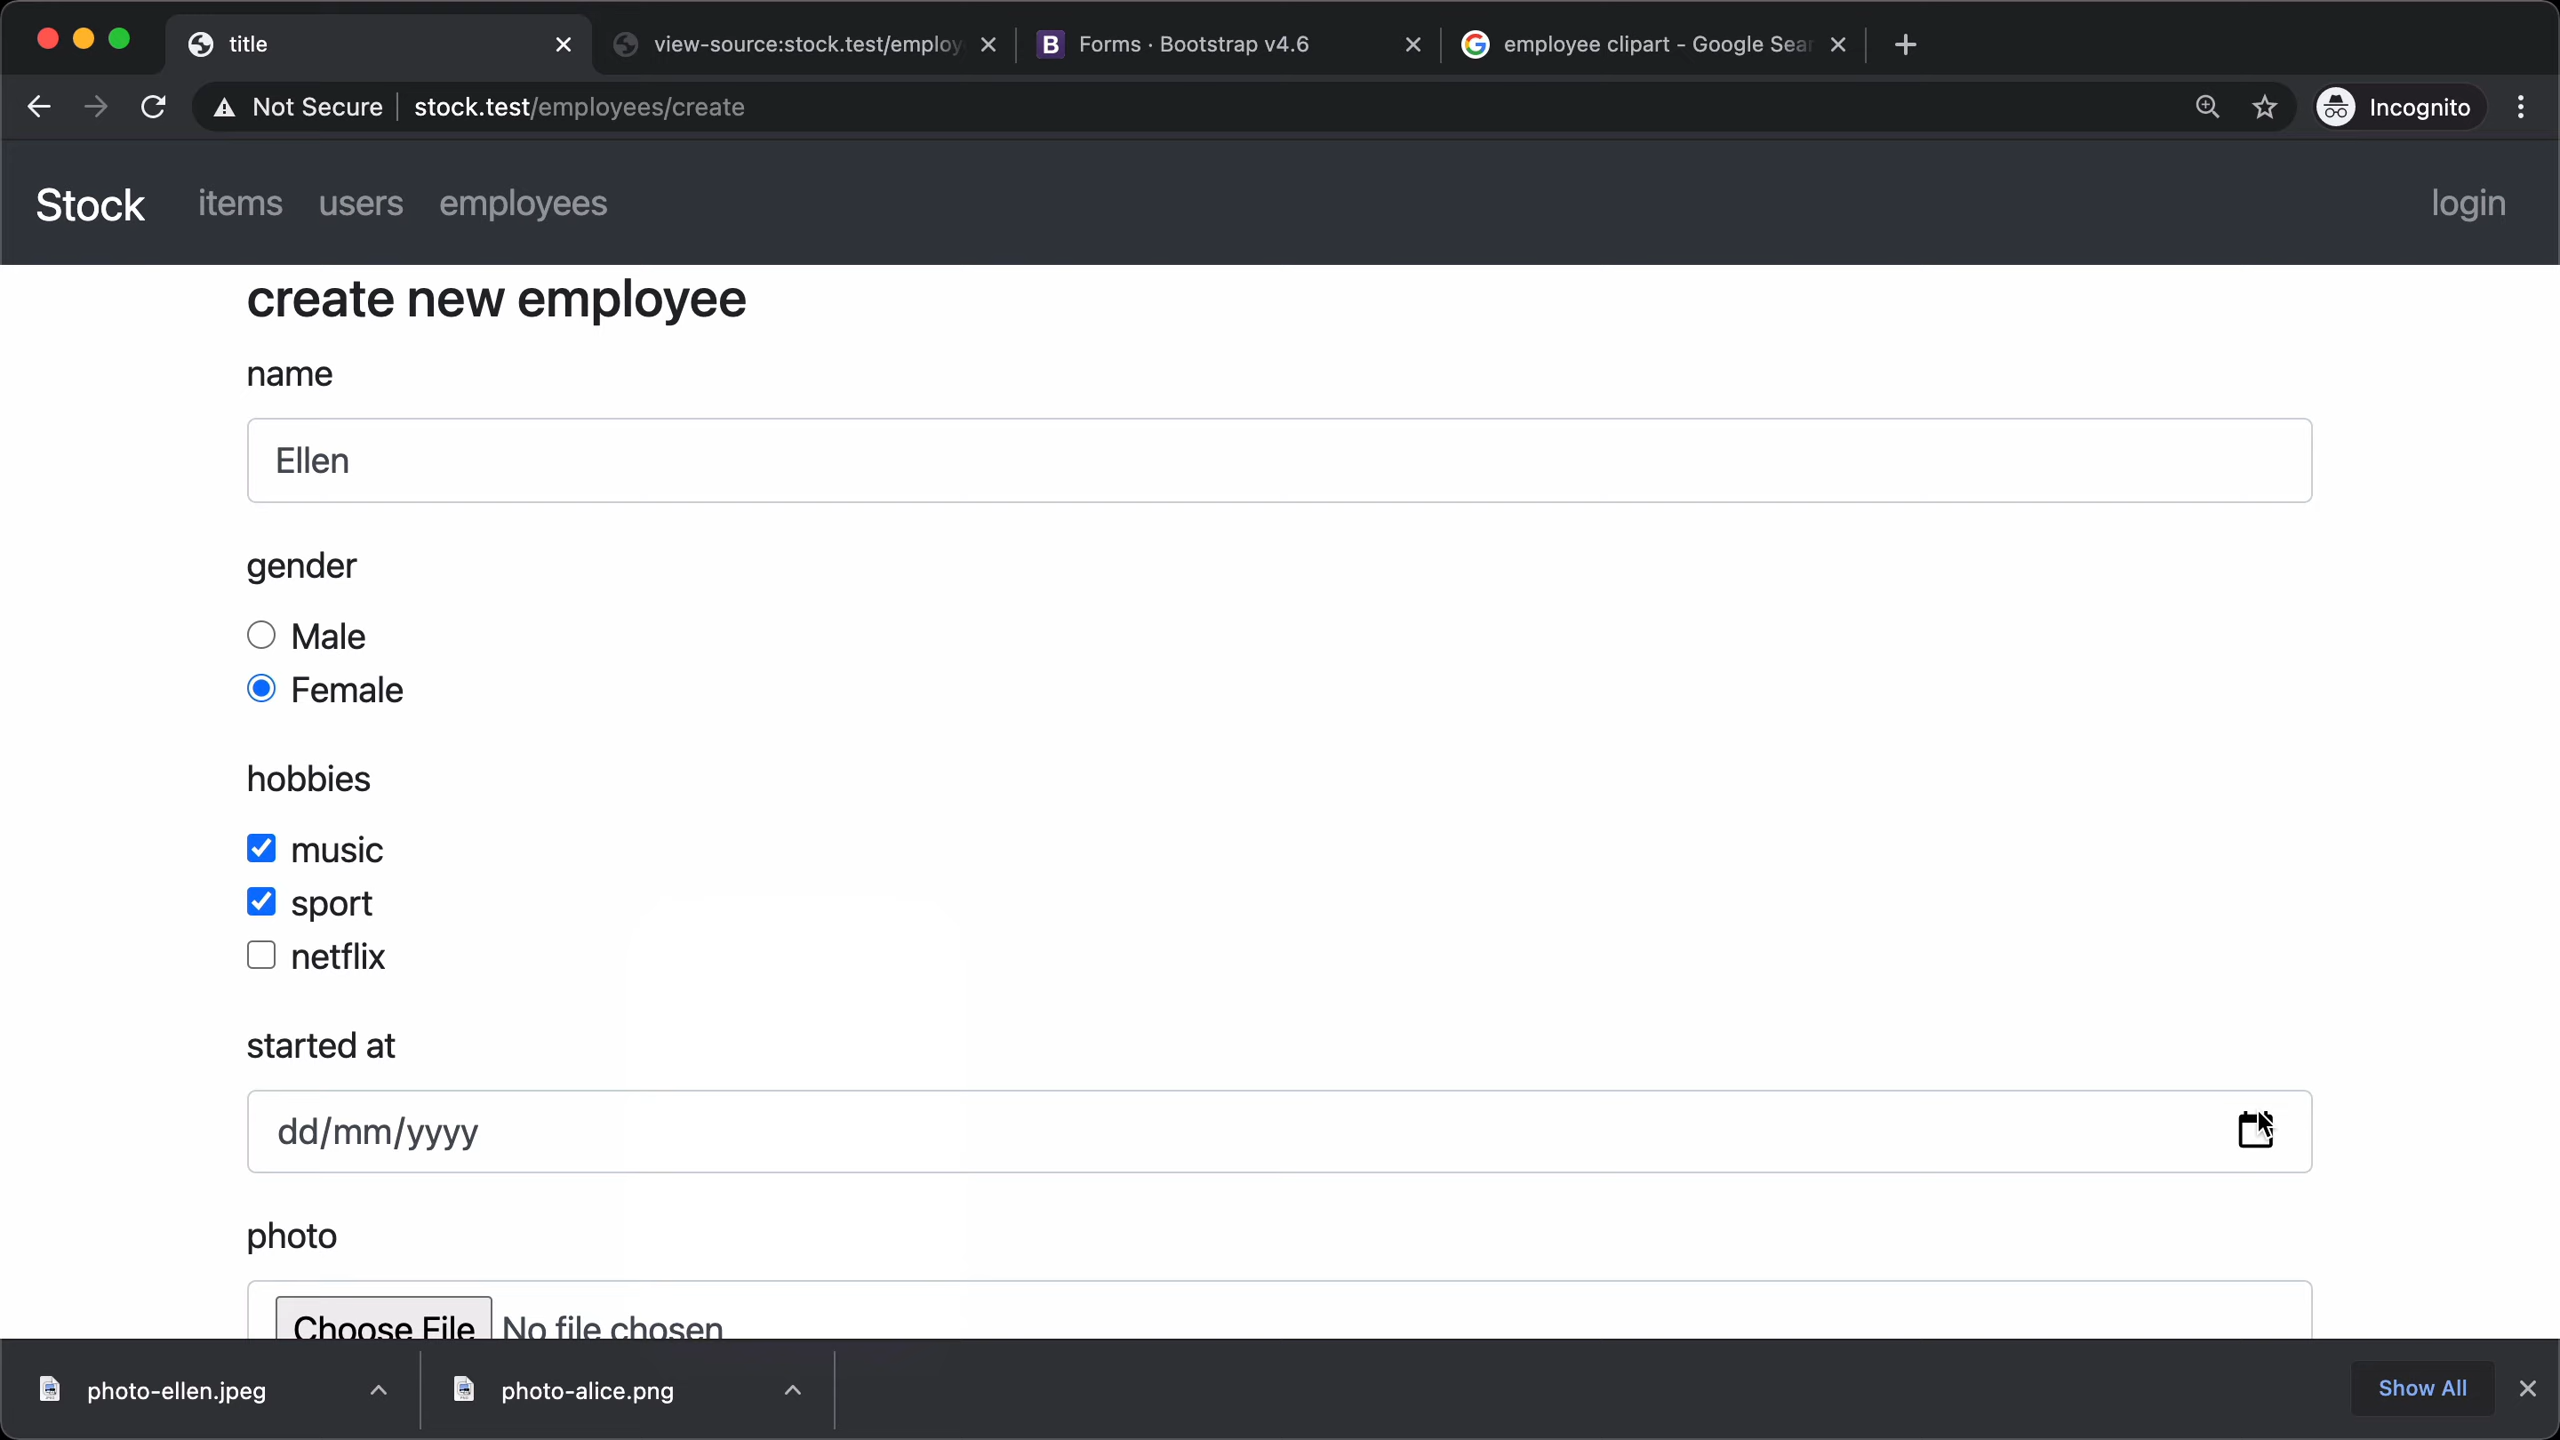 title
view-source:stock.test/employ
Forms · Bootstrap v4.6
employee clipart - Google Sear
Not Secure
stock.test/employees/create
Incognito
Stock
items
users
employees
login
create new employee
name
Ellen
gender
Male
Female
hobbies
music
sport
netflix
started at
dd/mm/yyyy
photo
Choose File No file chosen
photo-ellen.jpeg
photo-alice.png
Show All